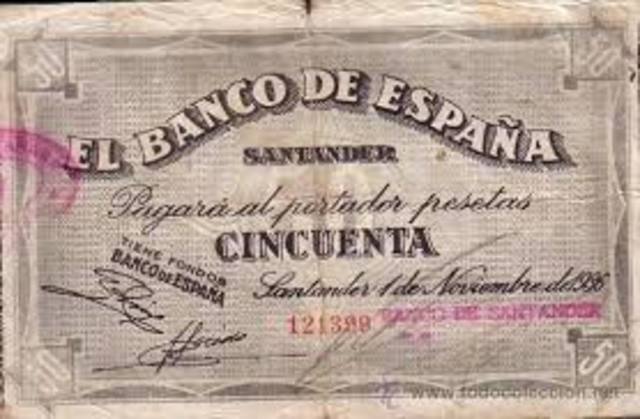 50 50
EL BANCO DE ESPAÑA
SANTANDER
Pagará al portador pesetas
CINCUENTA
TIENE FONDOS
BANCO DE ESPAÑA
Santander 1 de Noviembre de 1936
121399 BANCO DE SANTANDER
50 50
www.todocoleccion.net